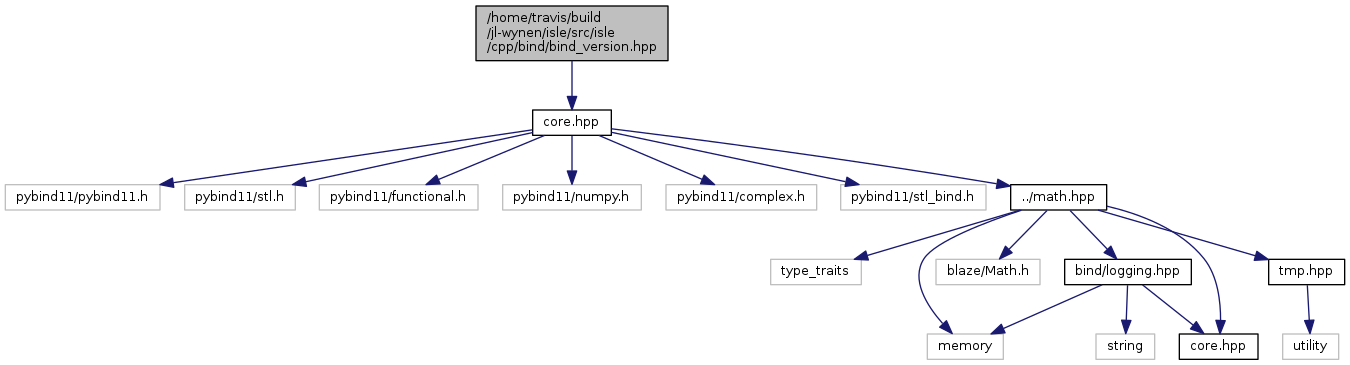 /home/travis/build
/jl-wynen/isle/src/isle
/cpp/bind/bind_version.hpp
core.hpp
pybind11/pybind11.h
pybind11/stl.h
pybind11/functional.h
pybind11/numpy.h
pybind11/complex.h
pybind11/stl_bind.h
../math.hpp
type_traits
blaze/Math.h
bind/logging.hpp
tmp.hpp
memory
string
core.hpp
utility